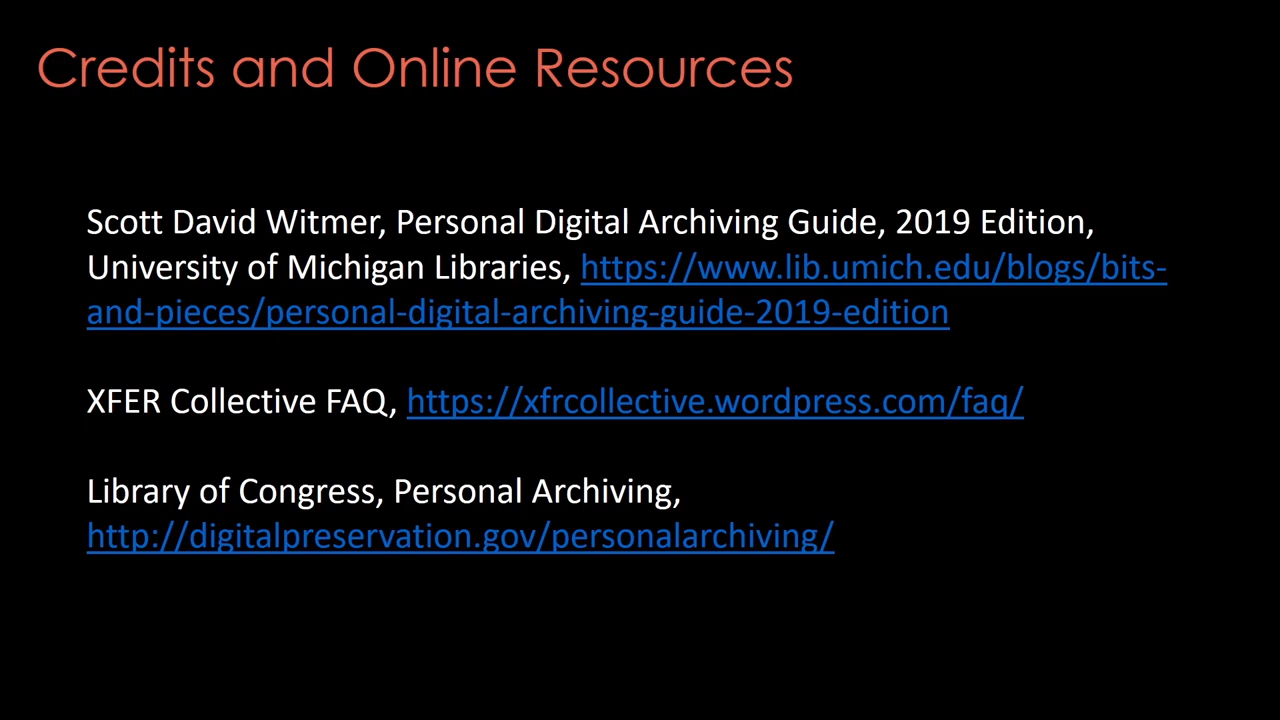 Credits and Online Resources
Scott David Witmer, Personal Digital Archiving Guide, 2019 Edition,
University of Michigan Libraries, https://www.lib.umich.edu/blogs/bits-
and-pieces/personal-digital-archiving-guide-2019-edition
XFER Collective FAQ, https://xfrcollective.wordpress.com/faq/
Library of Congress, Personal Archiving,
http://digitalpreservation.gov/personalarchiving/